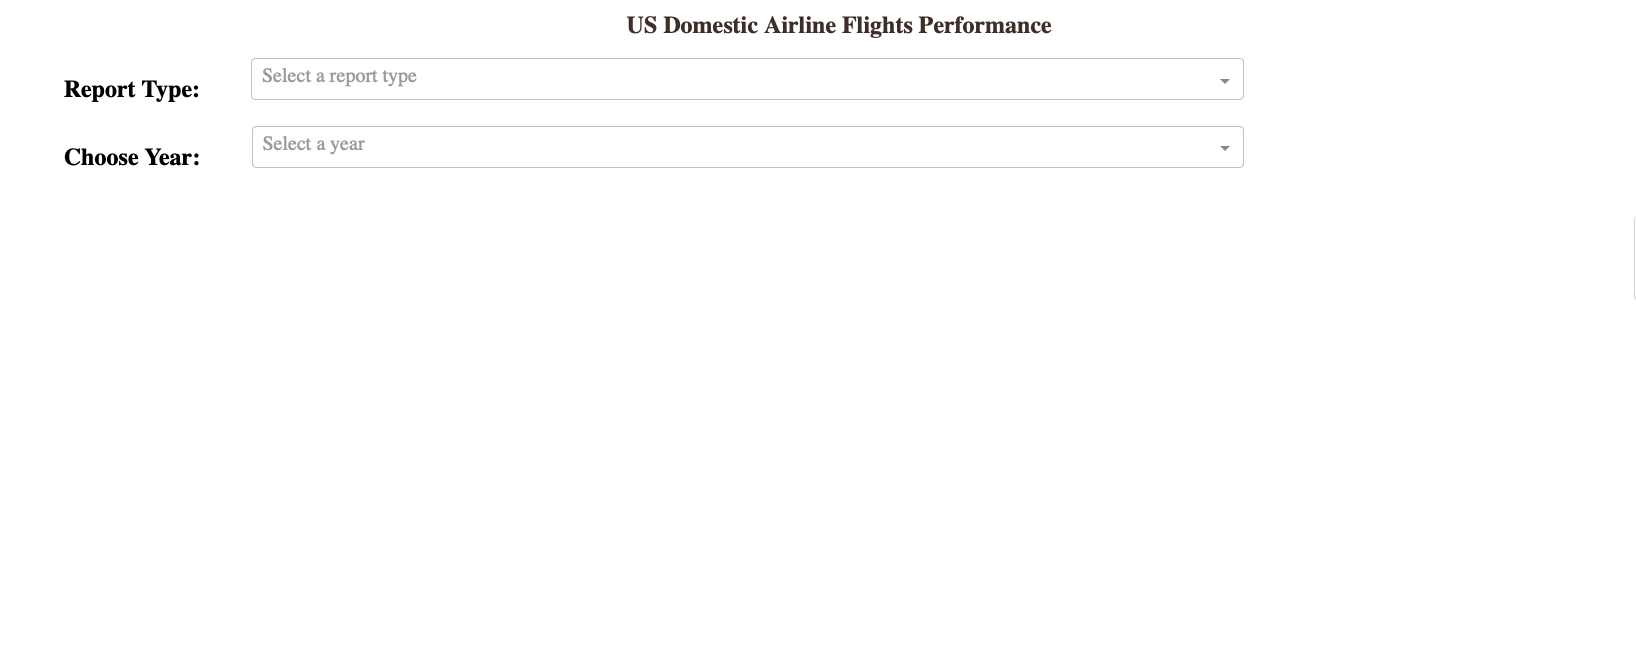 US Domestic Airline Flights Performance
Report Type:
Select a report type
Choose Year:
Select a year